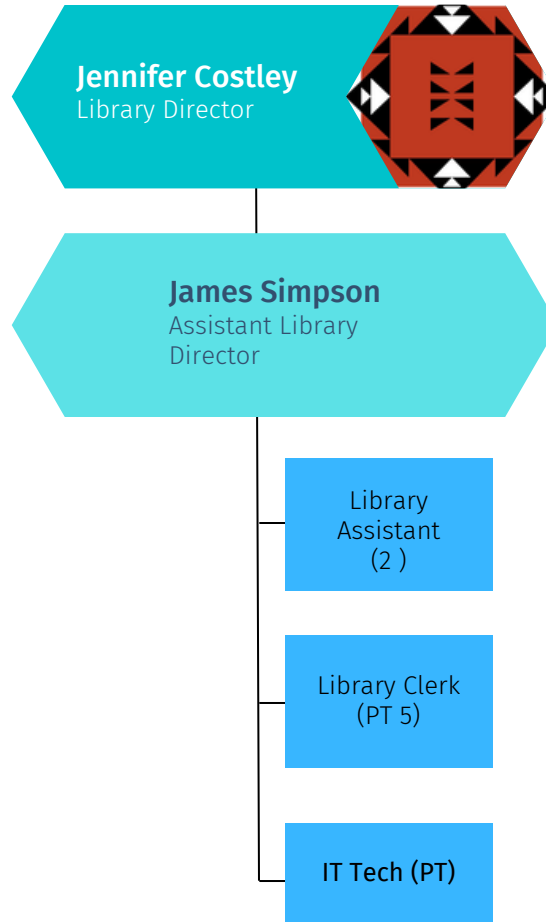 Jennifer Costley
Library Director
James Simpson
Assistant Library
Director
Library
Assistant
(2 )
Library Clerk
(PT 5)
IT Tech (PT)